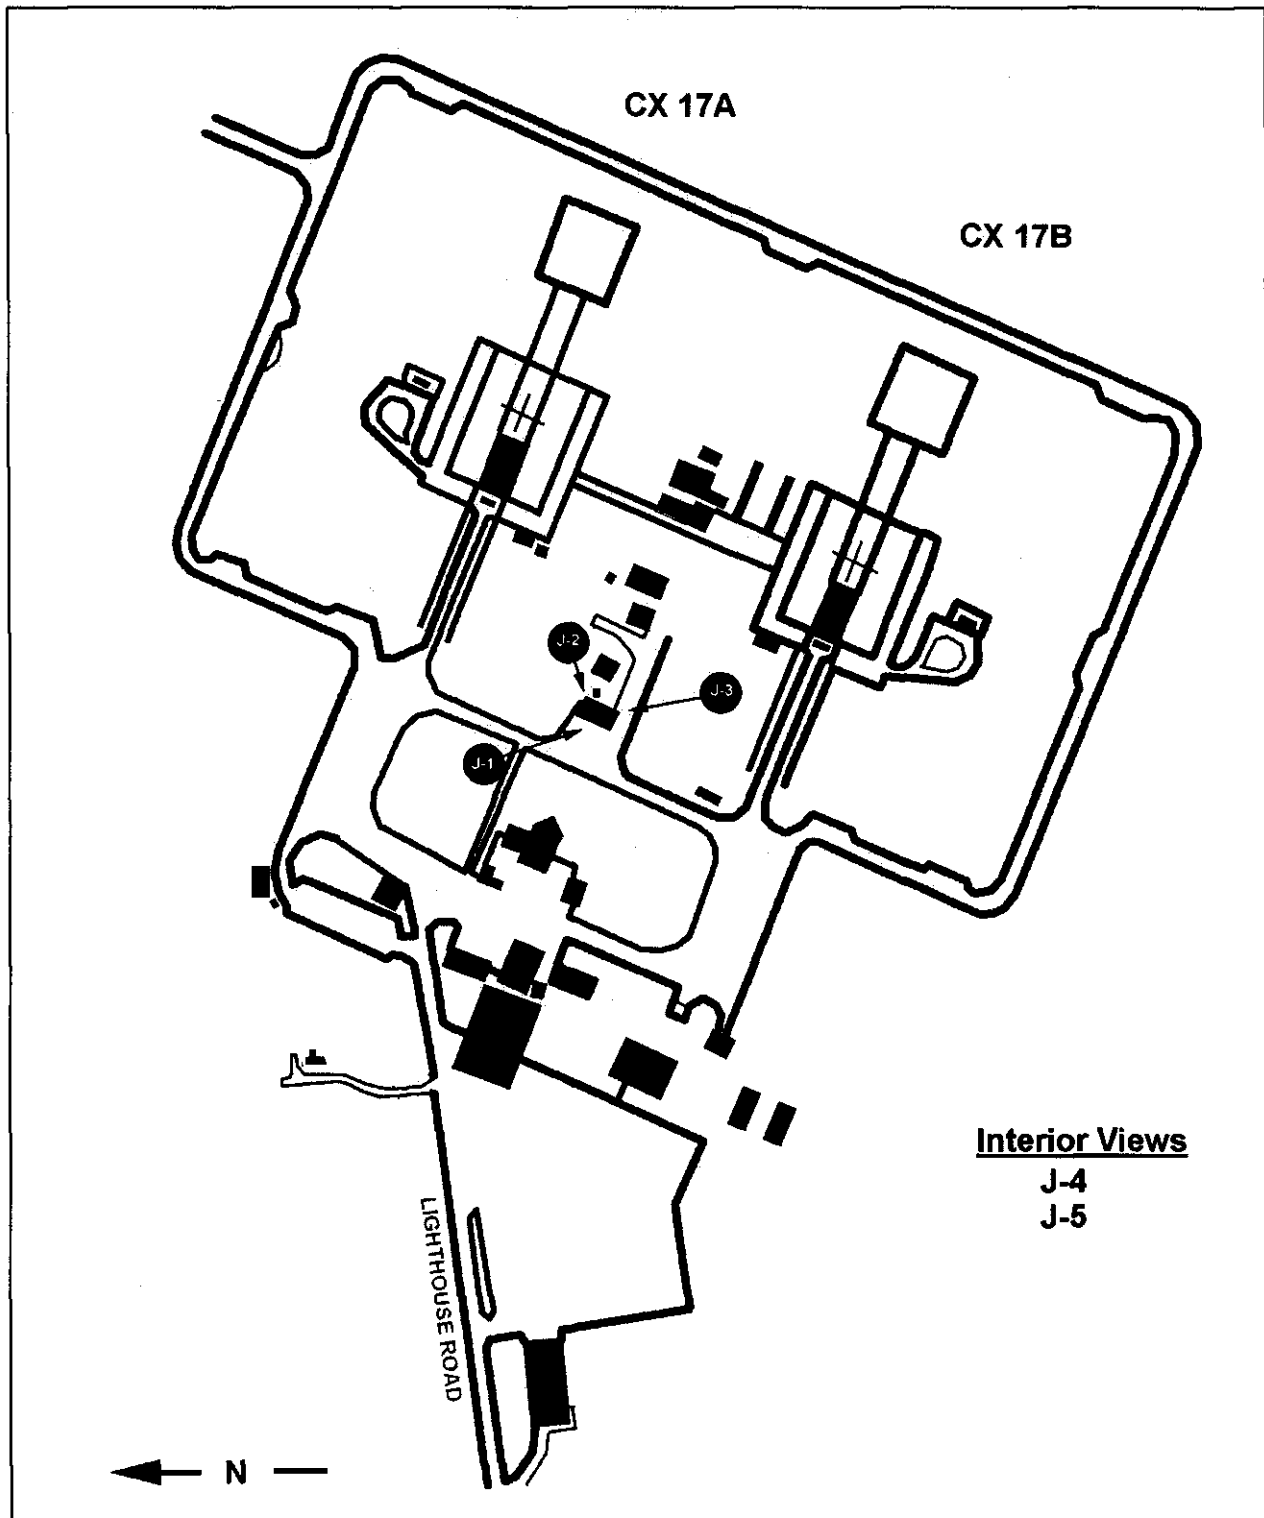 CX 17A
CX 17B
J-2
J-3
J-1
Interior Views
J-4
J-5
LIGHTHOUSE ROAD
N